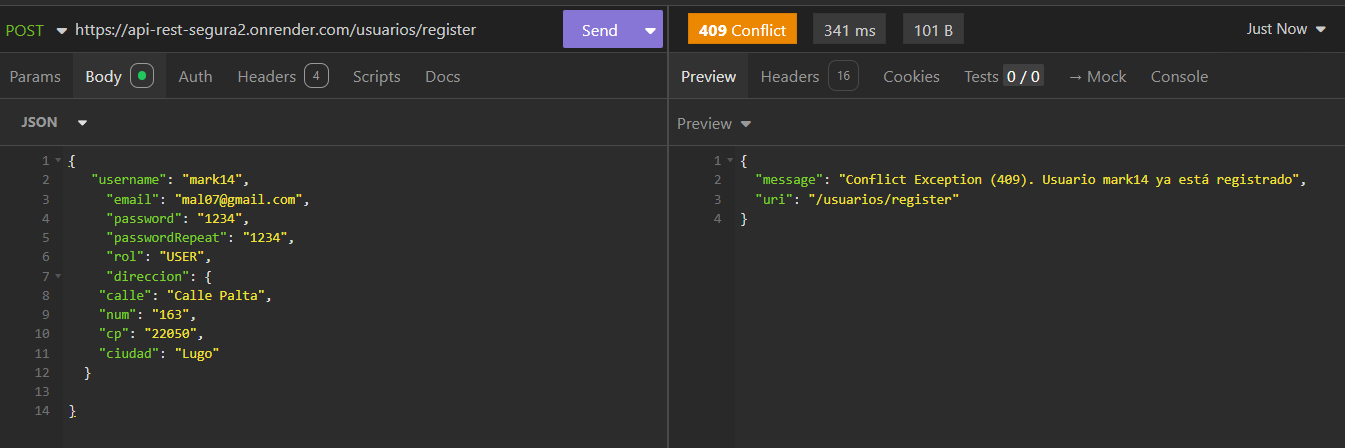 POST https://api-rest-segura2.onrender.com/usuarios/register Send
Params Body Auth Headers 4 Scripts Docs
JSON
1 {
2 "username": "mark14",
3 "email": "mal07@gmail.com",
4 "password": "1234",
5 "passwordRepeat": "1234",
6 "rol": "USER",
7 "direccion": {
8 "calle": "Calle Palta",
9 "num": "163",
10 "cp": "22050",
11 "ciudad": "Lugo"
12 }
13
14 }
409 Conflict 341 ms 101 B Just Now
Preview Headers 16 Cookies Tests 0 / 0 → Mock Console
Preview
1 {
2 "message": "Conflict Exception (409). Usuario mark14 ya está registrado",
3 "uri": "/usuarios/register"
4 }